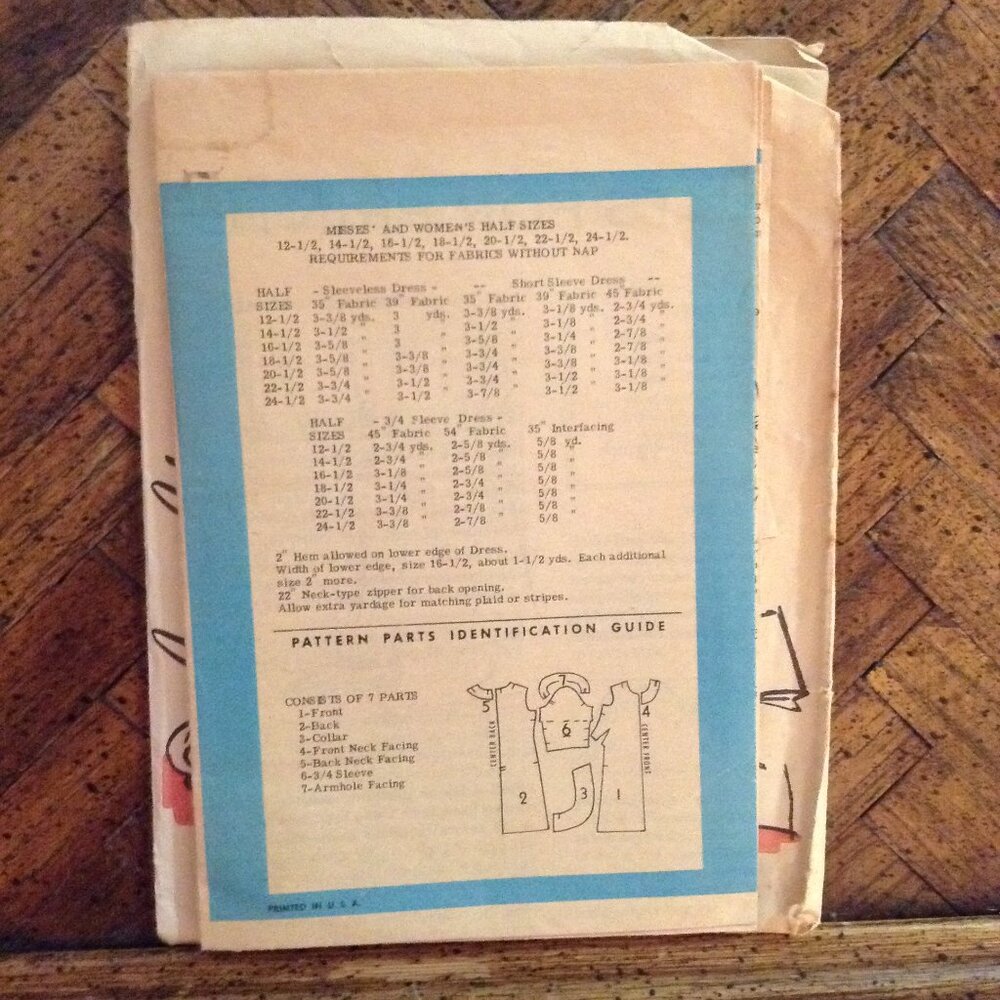 MISSES' AND WOMEN'S HALF SIZES
12-1/2, 14-1/2, 16-1/2, 18-1/2, 20-1/2, 22-1/2, 24-1/2.
REQUIREMENTS FOR FABRICS WITHOUT NAP
HALF - Sleeveless Dress - -- Short Sleeve Dress --
SIZES 35" Fabric 39" Fabric 35" Fabric 39" Fabric 45" Fabric
12-1/2 3-3/8 yds. 3 yds. 3-3/8 yds. 3-1/8 yds. 2-3/4 yds.
14-1/2 3-1/2 " 3 " 3-1/2 " 3-1/8 " 2-3/4 "
16-1/2 3-5/8 " 3 " 3-5/8 " 3-1/4 " 2-7/8 "
18-1/2 3-5/8 " 3-3/8 " 3-3/4 " 3-3/8 " 2-7/8 "
20-1/2 3-5/8 " 3-3/8 " 3-3/4 " 3-3/8 " 3-1/8 "
22-1/2 3-3/4 " 3-1/2 " 3-3/4 " 3-1/2 " 3-1/8 "
24-1/2 3-3/4 " 3-1/2 " 3-7/8 " 3-1/2 " 3-1/8 "
HALF - 3/4 Sleeve Dress -
SIZES 45" Fabric 54" Fabric 35" Interfacing
12-1/2 2-3/4 yds. 2-5/8 yds. 5/8 yd.
14-1/2 2-3/4 " 2-5/8 " 5/8 "
16-1/2 3-1/8 " 2-5/8 " 5/8 "
18-1/2 3-1/4 " 2-3/4 " 5/8 "
20-1/2 3-1/4 " 2-3/4 " 5/8 "
22-1/2 3-3/8 " 2-7/8 " 5/8 "
24-1/2 3-3/8 " 2-7/8 " 5/8 "
2" Hem allowed on lower edge of Dress.
Width of lower edge, size 16-1/2, about 1-1/2 yds. Each additional
size 2" more.
22" Neck-type zipper for back opening.
Allow extra yardage for matching plaid or stripes.
PATTERN PARTS IDENTIFICATION GUIDE
CONSISTS OF 7 PARTS
1-Front
2-Back
3-Collar
4-Front Neck Facing
5-Back Neck Facing
6-3/4 Sleeve
7-Armhole Facing
5
7
4
6
CENTER BACK
CENTER FRONT
2
3
1
PRINTED IN U.S.A.